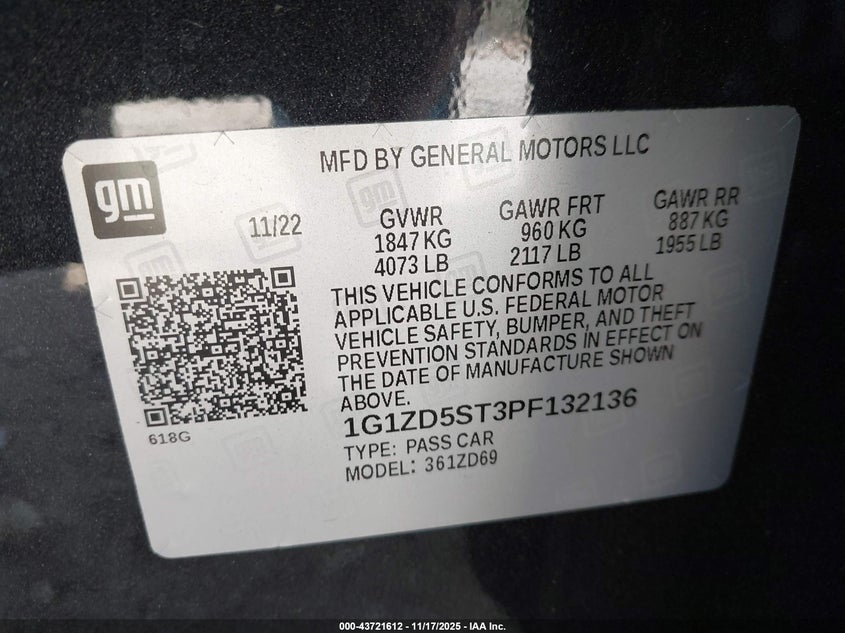 MFD BY GENERAL MOTORS LLC
gm
11/22
GVWR
1847 KG
4073 LB
GAWR FRT
960 KG
2117 LB
GAWR RR
887 KG
1955 LB
THIS VEHICLE CONFORMS TO ALL
APPLICABLE U.S. FEDERAL MOTOR
VEHICLE SAFETY, BUMPER, AND THEFT
PREVENTION STANDARDS IN EFFECT ON
THE DATE OF MANUFACTURE SHOWN
ABOVE.
618G
1G1ZD5ST3PF132136
TYPE: PASS CAR
MODEL: 361ZD69
000-43721612 - 11/17/2025 - IAA Inc.